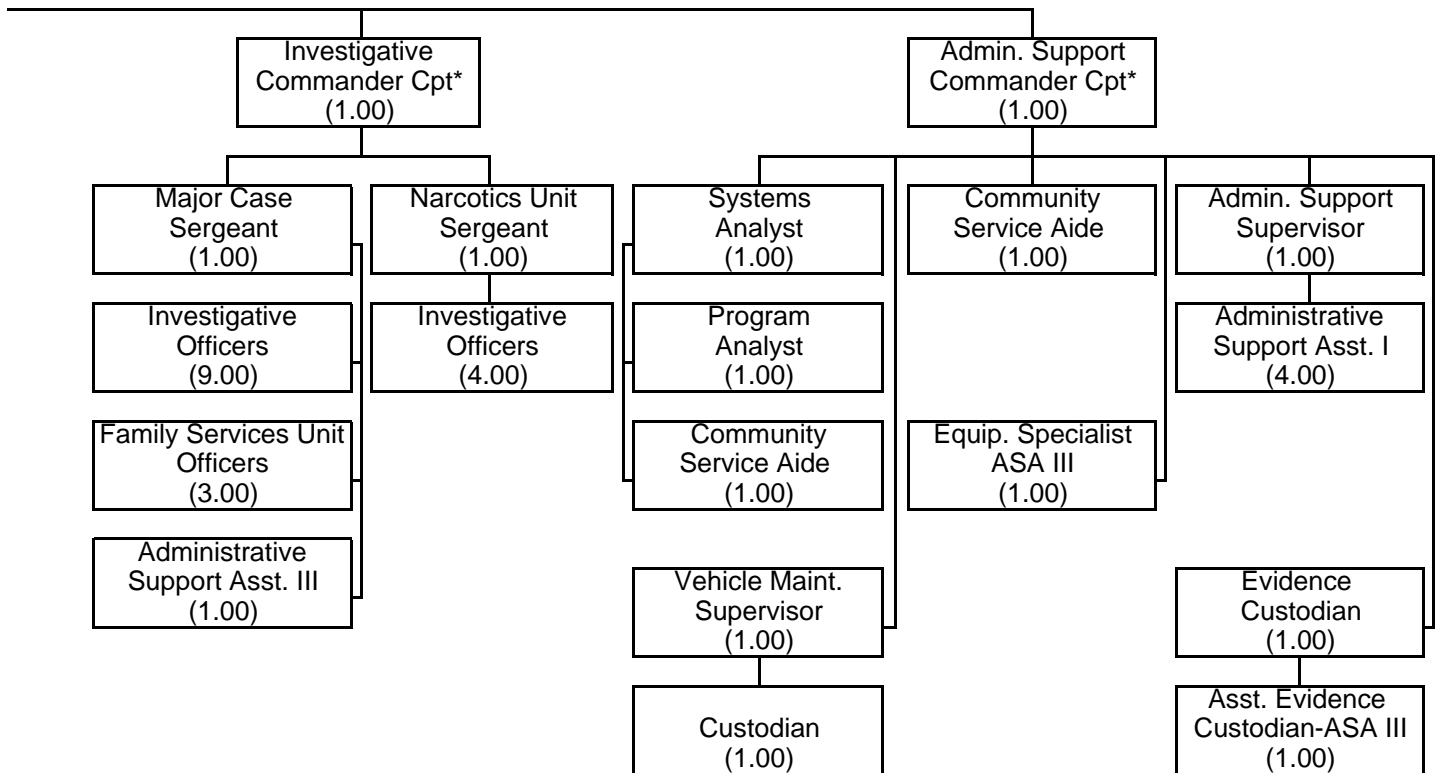 Investigative
Commander Cpt*
(1.00)
Admin. Support
Commander Cpt*
(1.00)
Major Case
Sergeant
(1.00)
Narcotics Unit
Sergeant
(1.00)
Systems
Analyst
(1.00)
Community
Service Aide
(1.00)
Admin. Support
Supervisor
(1.00)
Investigative
Officers
(9.00)
Investigative
Officers
(4.00)
Program
Analyst
(1.00)
Administrative
Support Asst. I
(4.00)
Family Services Unit
Officers
(3.00)
Community
Service Aide
(1.00)
Equip. Specialist
ASA III
(1.00)
Administrative
Support Asst. III
(1.00)
Vehicle Maint.
Supervisor
(1.00)
Evidence
Custodian
(1.00)
Custodian
(1.00)
Asst. Evidence
Custodian-ASA III
(1.00)